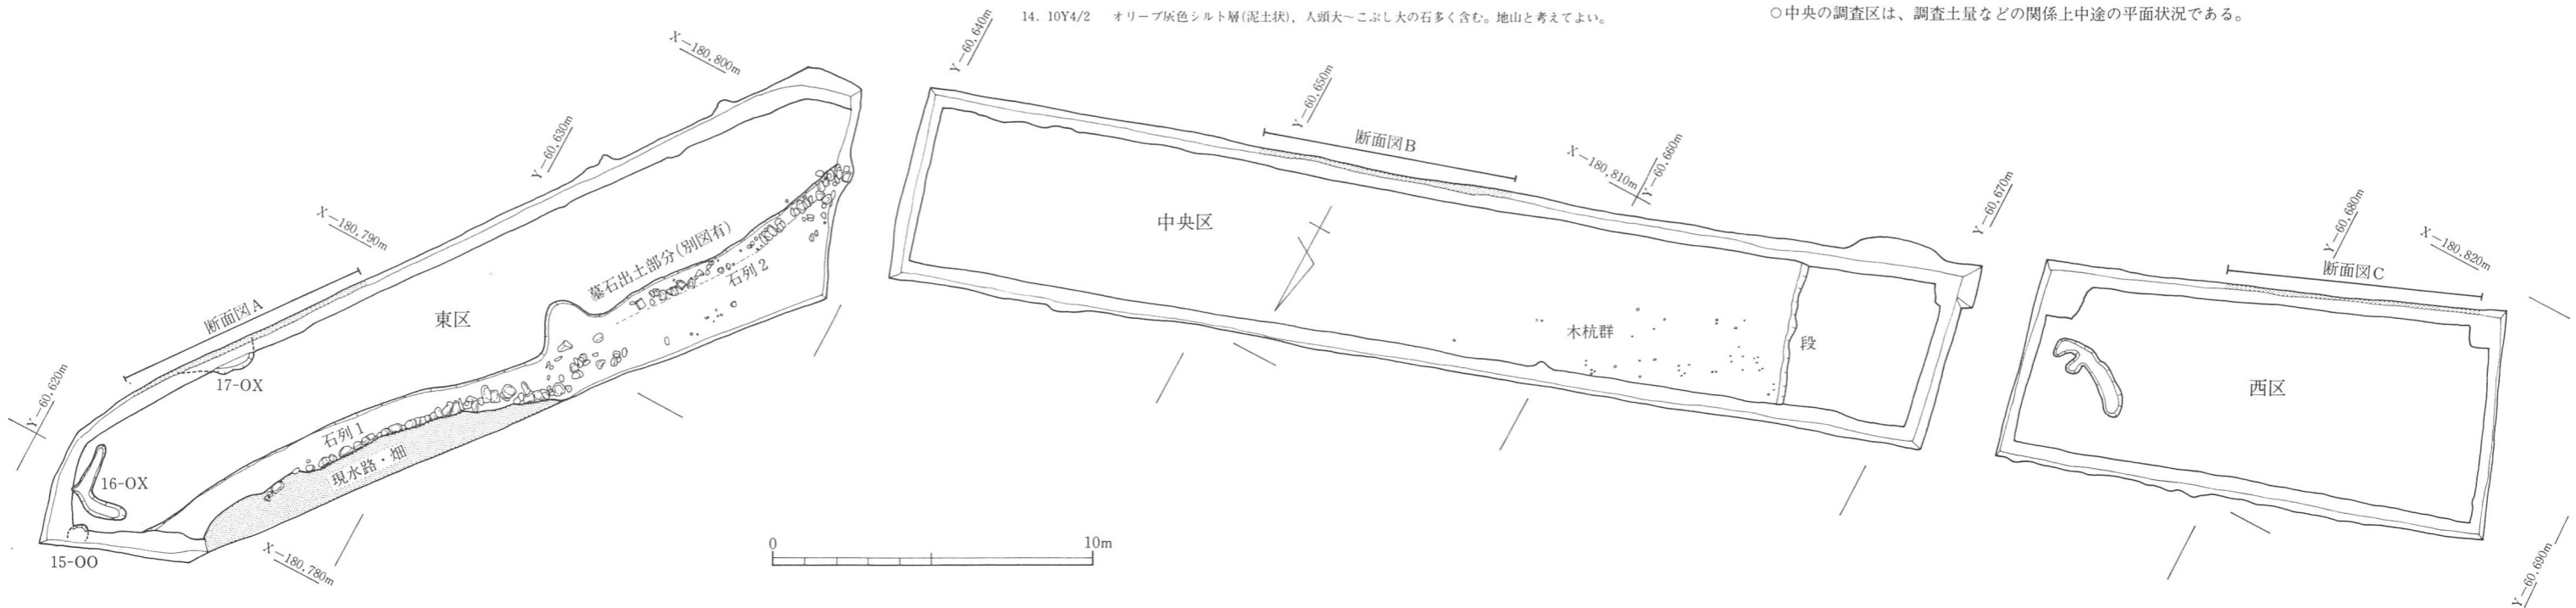 14. 10Y4/2 オリーブ灰色シルト層(泥土状), 人頭大～こぶし大の石多く含む。地山と考えてよい。
○中央の調査区は、調査土量などの関係上中途の平面状況である。
Y-60,640m
X-180,800m
Y-60,650m
断面図B
Y-60,630m
X-180,810m
Y-60,660m
Y-60,670m
Y-60,680m
X-180,820m
断面図C
X-180,790m
中央区
墓石出土部分(別図有)
石列2
断面図A
東区
木杭群
段
西区
17-OX
Y-60,620m
石列1
現水路・畑
16-OX
15-OO
X-180,780m
0
10m
Y-60,690m